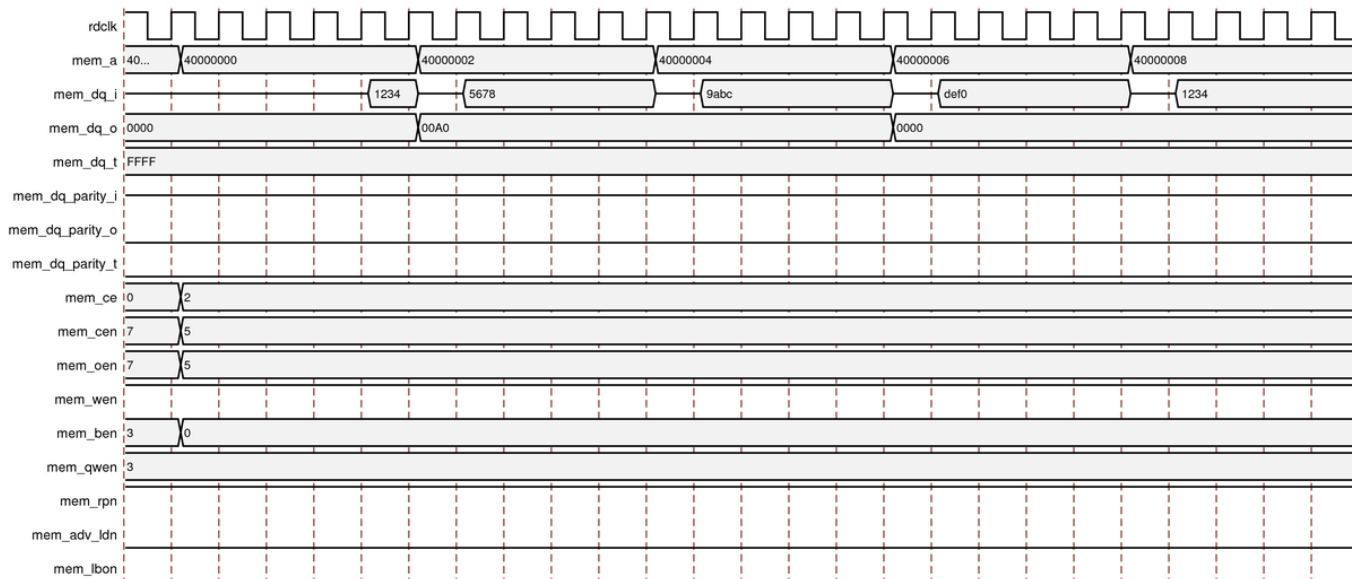 rdclk
mem_a 40... 40000000 40000002 40000004 40000006 40000008
mem_dq_i 1234 5678 9abc def0 1234
mem_dq_o 0000 00A0 0000
mem_dq_t FFFF
mem_dq_parity_i
mem_dq_parity_o
mem_dq_parity_t
mem_ce 0 2
mem_cen 7 5
mem_oen 7 5
mem_wen
mem_ben 3 0
mem_qwen 3
mem_rpn
mem_adv_ldn
mem_lbon